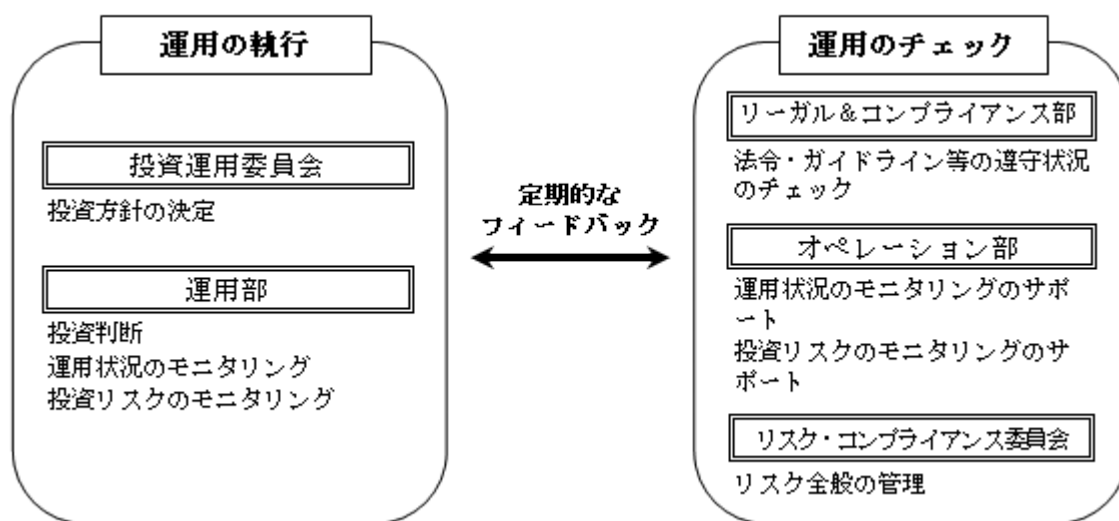 運用の執行
投資運用委員会
投資方針の決定
運用部
投資判断
運用状況のモニタリング
投資リスクのモニタリング
定期的な
フィードバック
運用のチェック
リーガル＆コンプライアンス部
法令・ガイドライン等の遵守状況
のチェック
オペレーション部
運用状況のモニタリングのサポ
ート
投資リスクのモニタリングのサ
ポート
リスク・コンプライアンス委員会
リスク全般の管理